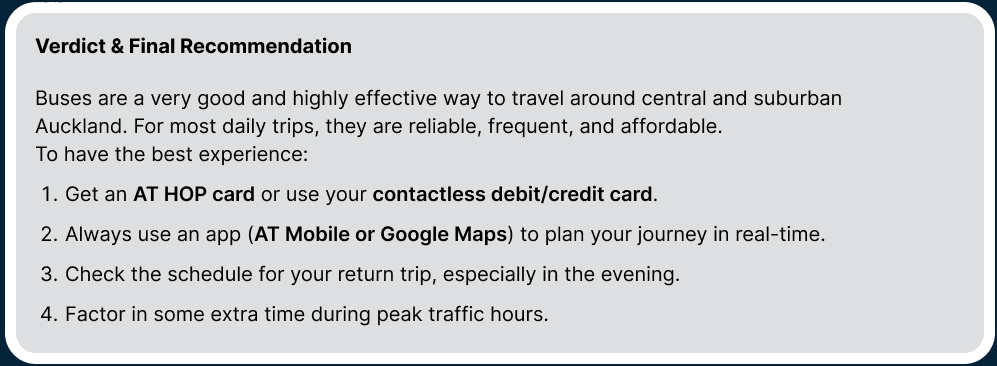 Verdict & Final Recommendation
Buses are a very good and highly effective way to travel around central and suburban
Auckland. For most daily trips, they are reliable, frequent, and affordable.
To have the best experience:
1. Get an AT HOP card or use your contactless debit/credit card.
2. Always use an app (AT Mobile or Google Maps) to plan your journey in real-time.
3. Check the schedule for your return trip, especially in the evening.
4. Factor in some extra time during peak traffic hours.